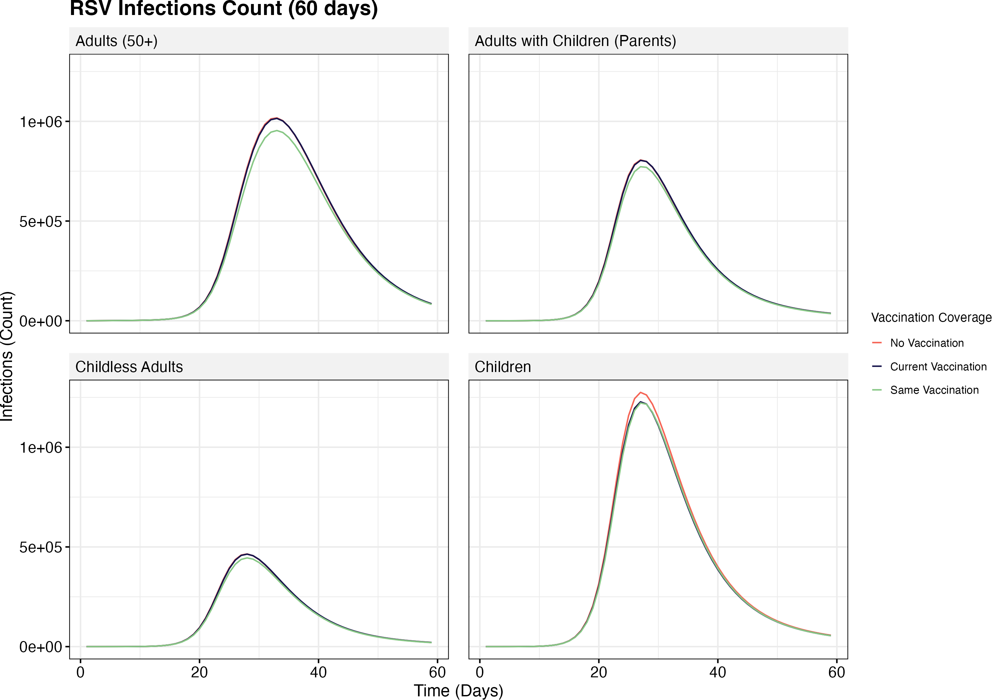 RSV Infections Count (60 days)
Adults (50+)
Adults with Children (Parents)
1e+06
5e+05
0e+00
Childless Adults
Children
1e+06
5e+05
0e+00
0 20 40 60
0 20 40 60
Time (Days)
Infections (Count)
Vaccination Coverage
No Vaccination
Current Vaccination
Same Vaccination